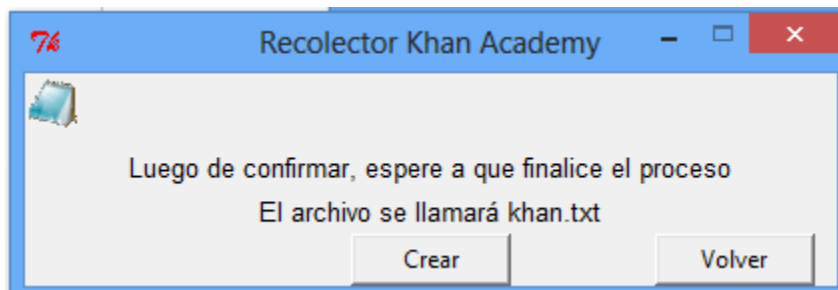 Recolector Khan Academy
Luego de confirmar, espere a que finalice el proceso
El archivo se llamará khan.txt
Crear Volver